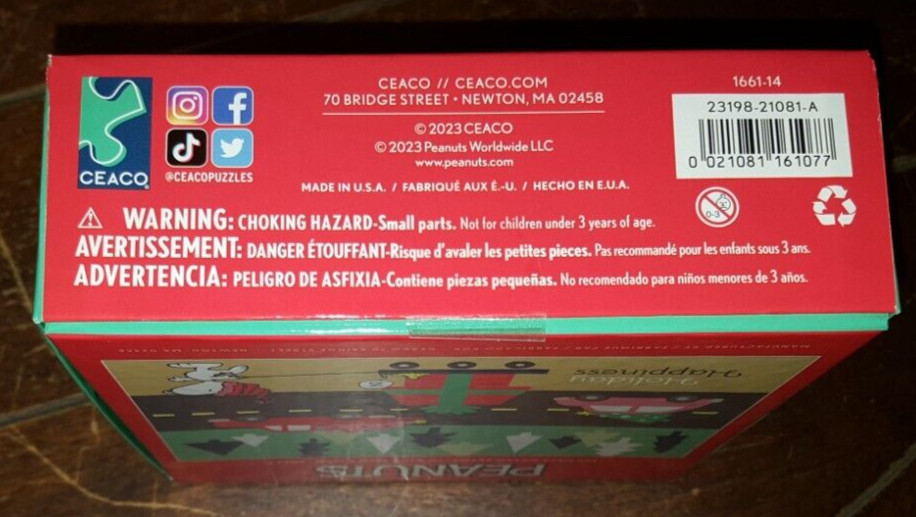 CEACO
@CEACOPUZZLES
CEACO // CEACO.COM
70 BRIDGE STREET • NEWTON, MA 02458
© 2023 CEACO
© 2023 Peanuts Worldwide LLC
www.peanuts.com
MADE IN U.S.A. / FABRIQUÉ AUX É.-U. / HECHO EN E.U.A.
1661-14
23198-21081-A
0 021081 161077
0-3
WARNING: CHOKING HAZARD-Small parts. Not for children under 3 years of age.
AVERTISSEMENT: DANGER ÉTOUFFANT-Risque d'avaler les petites pieces. Pas recommandé pour les enfants sous 3 ans.
ADVERTENCIA: PELIGRO DE ASFIXIA-Contiene piezas pequeñas. No recomendado para niños menores de 3 años.
Holiday
Happiness
PEANUTS